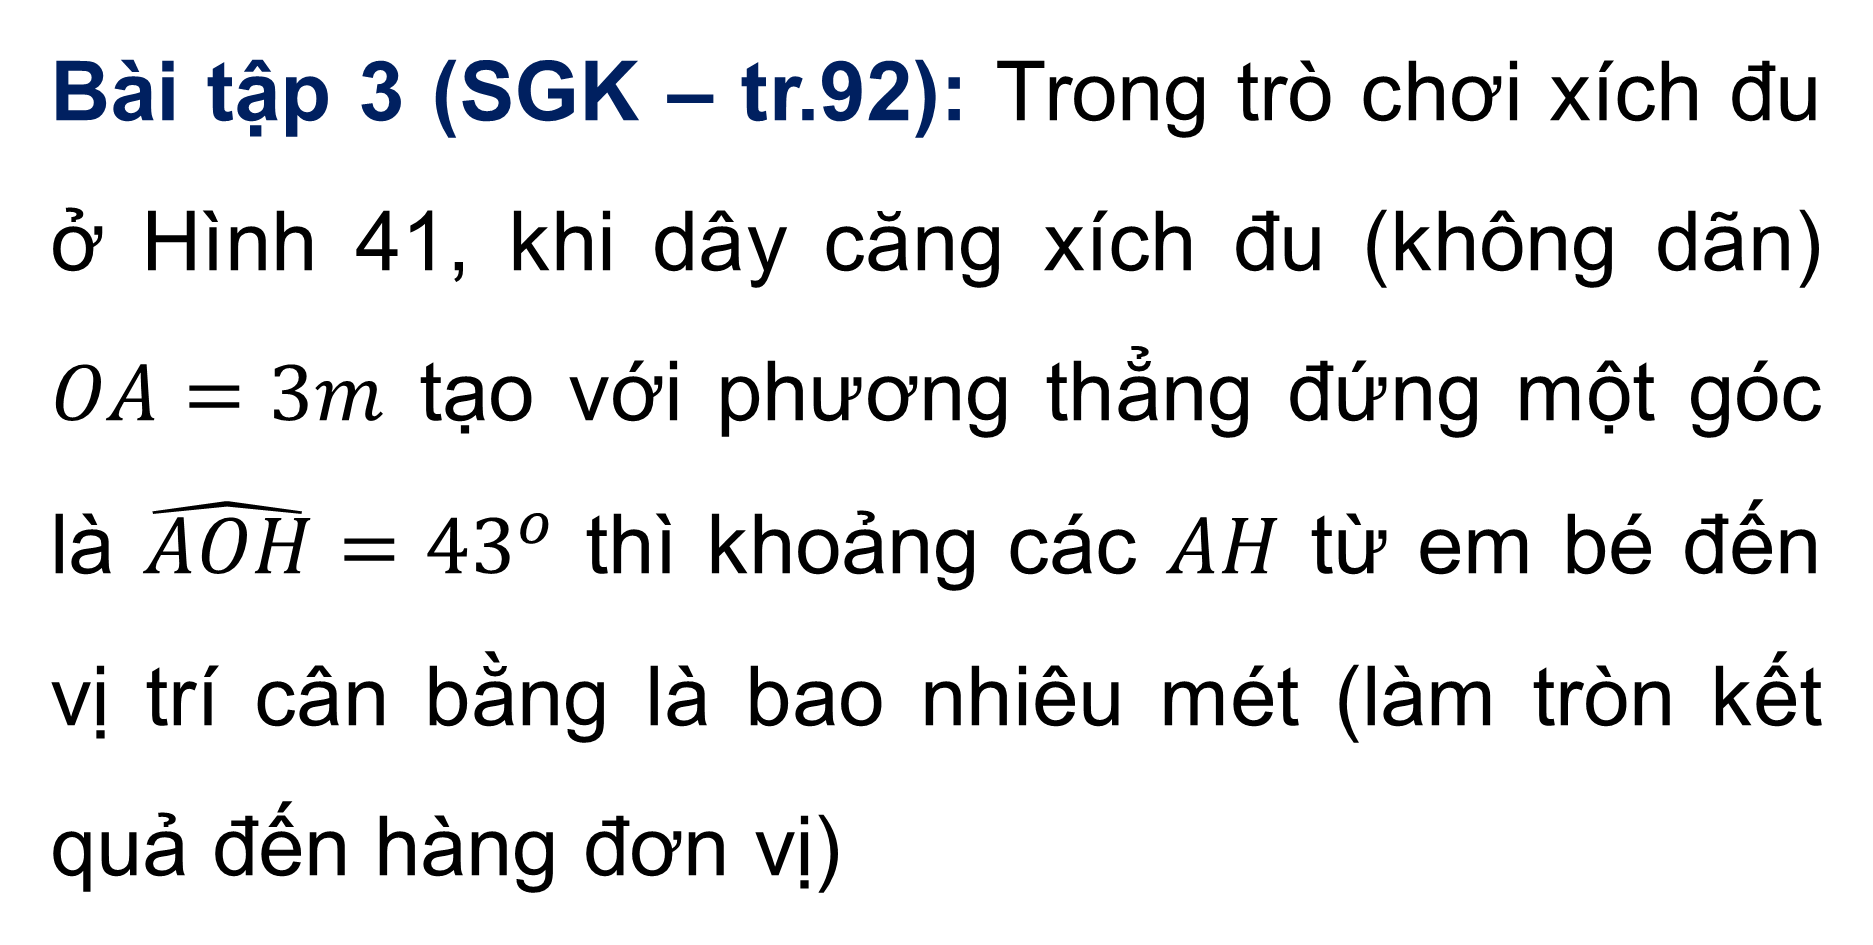 Bài tập 3 (SGK – tr.92): Trong trò chơi xích đu
ở Hình 41, khi dây căng xích đu (không dãn)
OA = 3m tạo với phương thẳng đứng một góc
là \widehat{AOH} = 43^o thì khoảng các AH từ em bé đến
vị trí cân bằng là bao nhiêu mét (làm tròn kết
quả đến hàng đơn vị)